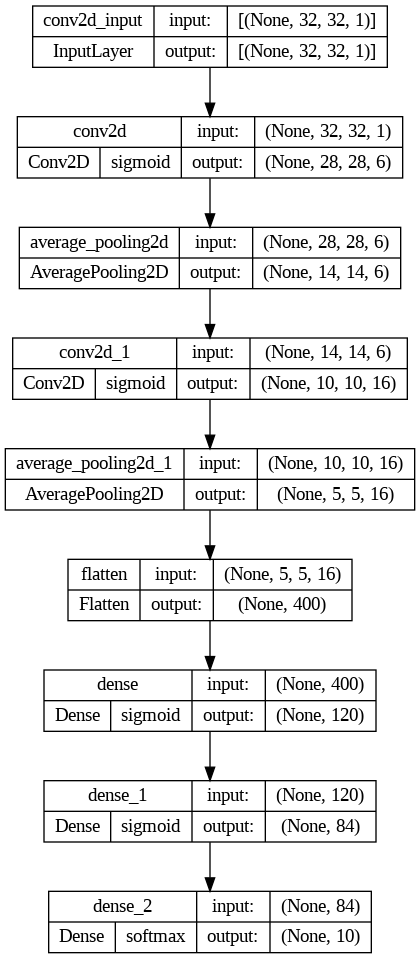 conv2d_input input: [(None, 32, 32, 1)]
InputLayer output: [(None, 32, 32, 1)]
conv2d input: (None, 32, 32, 1)
Conv2D sigmoid output: (None, 28, 28, 6)
average_pooling2d input: (None, 28, 28, 6)
AveragePooling2D output: (None, 14, 14, 6)
conv2d_1 input: (None, 14, 14, 6)
Conv2D sigmoid output: (None, 10, 10, 16)
average_pooling2d_1 input: (None, 10, 10, 16)
AveragePooling2D output: (None, 5, 5, 16)
flatten input: (None, 5, 5, 16)
Flatten output: (None, 400)
dense input: (None, 400)
Dense sigmoid output: (None, 120)
dense_1 input: (None, 120)
Dense sigmoid output: (None, 84)
dense_2 input: (None, 84)
Dense softmax output: (None, 10)